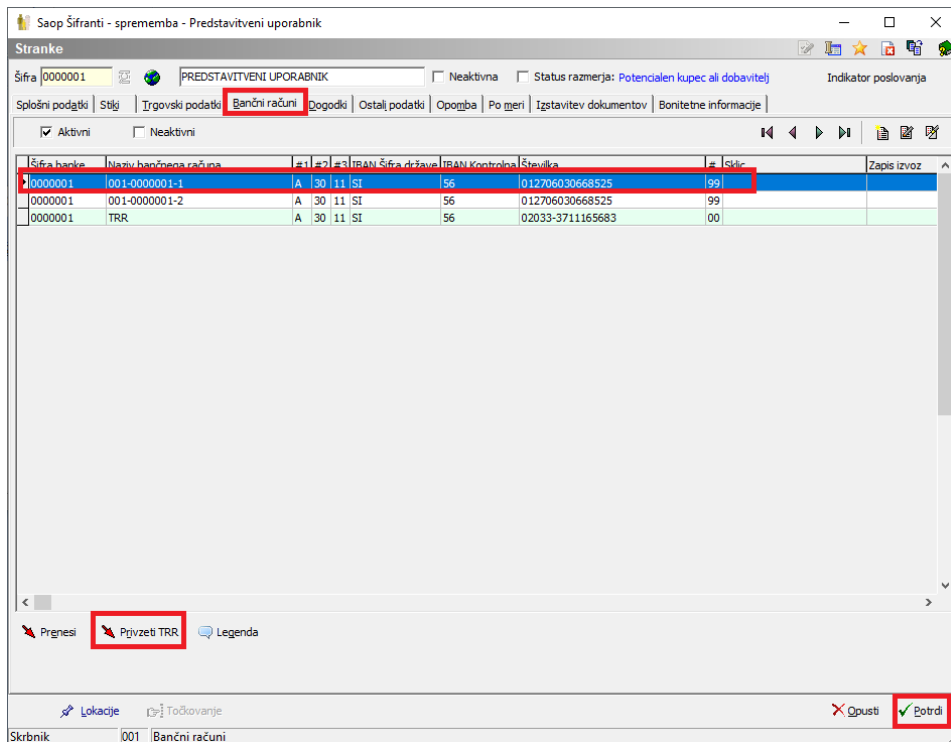 Saop Šifranti - sprememba - Predstavitveni uporabnik
Stranke
Šifra 0000001 PREDSTAVITVENI UPORABNIK Neaktivna Status razmerja: Potencialen kupec ali dobavitelj Indikator poslovanja
Splošni podatki Stiki Trgovski podatki Bančni računi Dogodki Ostali podatki Opomba Po meri Izstavitev dokumentov Bonitetne informacije
Aktivni Neaktivni
Šifra banke Naziv bančnega računa #1 #2 #3 IBAN Šifra države IBAN Kontrolna Številka # Sklic Zapis izvoz
0000001 001-0000001-1 A 30 11 SI 56 012706030668525 99
0000001 001-0000001-2 A 30 11 SI 56 012706030668525 99
0000001 TRR A 30 11 SI 56 02033-3711165683 00
Prenesi Privzeti TRR Legenda
Lokacije Točkovanje Opusti Potrdi
Skrbnik 001 Bančni računi